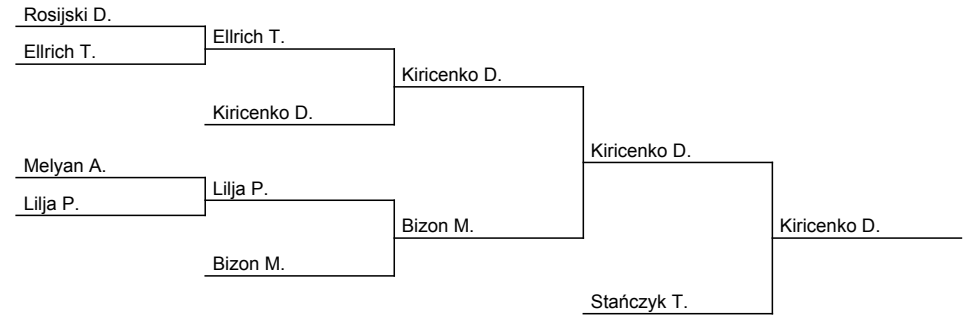 Rosijski D.
Ellrich T.
Ellrich T.
Kiricenko D.
Kiricenko D.
Kiricenko D.
Melyan A.
Lilja P.
Lilja P.
Bizon M.
Kiricenko D.
Bizon M.
Stańczyk T.